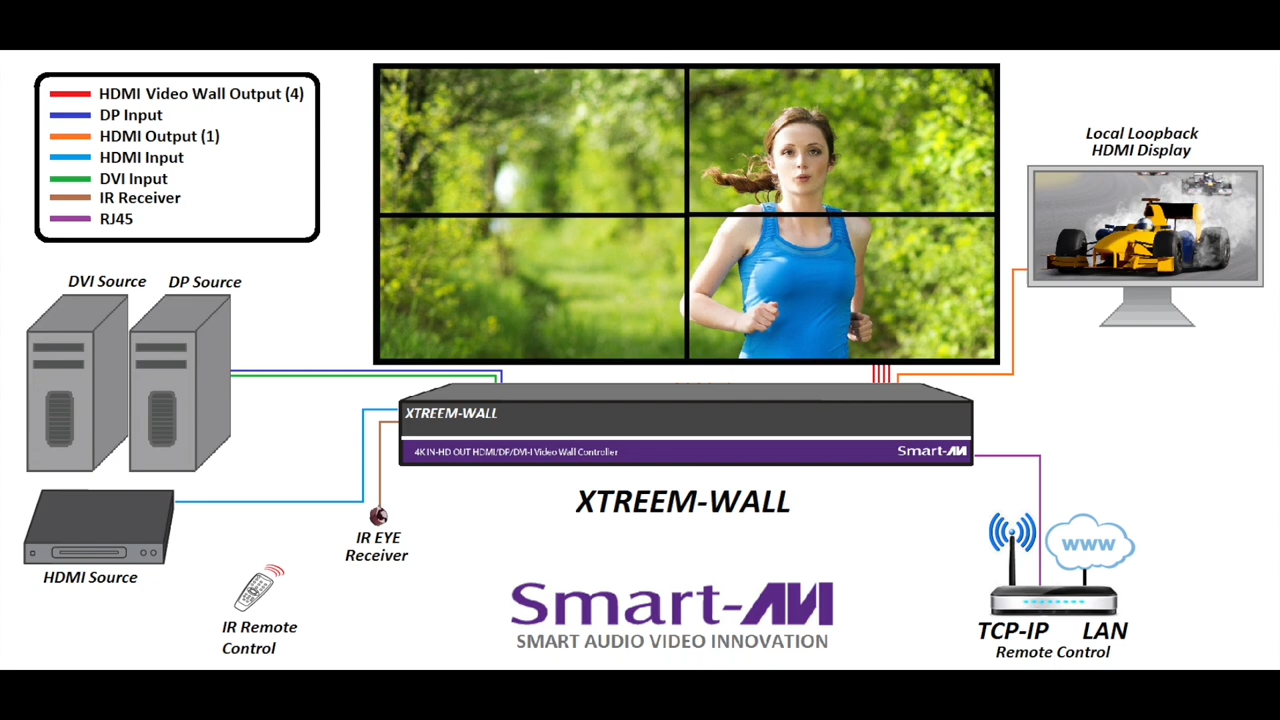 HDMI Video Wall Output (4)
DP Input
HDMI Output (1)
HDMI Input
DVI Input
IR Receiver
RJ45
Local Loopback
HDMI Display
DVI Source
DP Source
XTREEM-WALL
4K IN-HD OUT HDMI/DP/DVI-I Video Wall Controller
Smart-AVI
XTREEM-WALL
HDMI Source
IR EYE
Receiver
IR Remote
Control
Smart-AVI
SMART AUDIO VIDEO INNOVATION
WWW
TCP-IP LAN
Remote Control